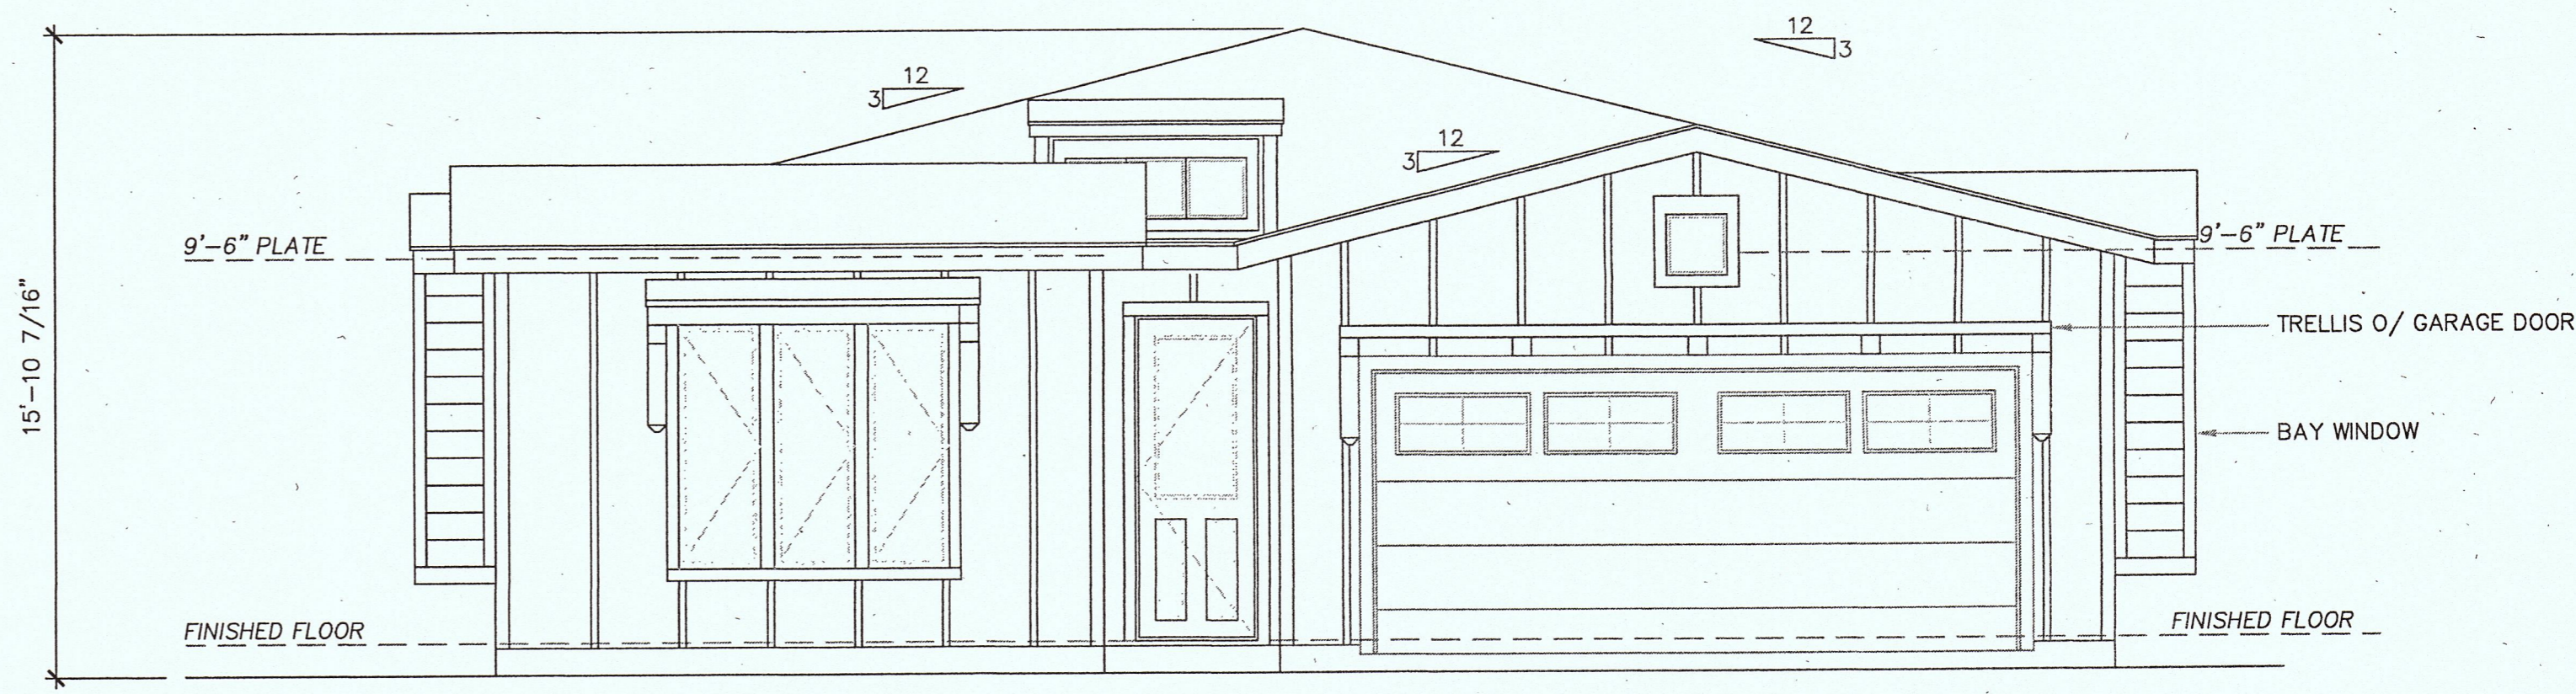 12
3
12
3
12
3
9'-6" PLATE
9'-6" PLATE
15'-10 7/16"
TRELLIS O/ GARAGE DOOR
BAY WINDOW
FINISHED FLOOR
FINISHED FLOOR